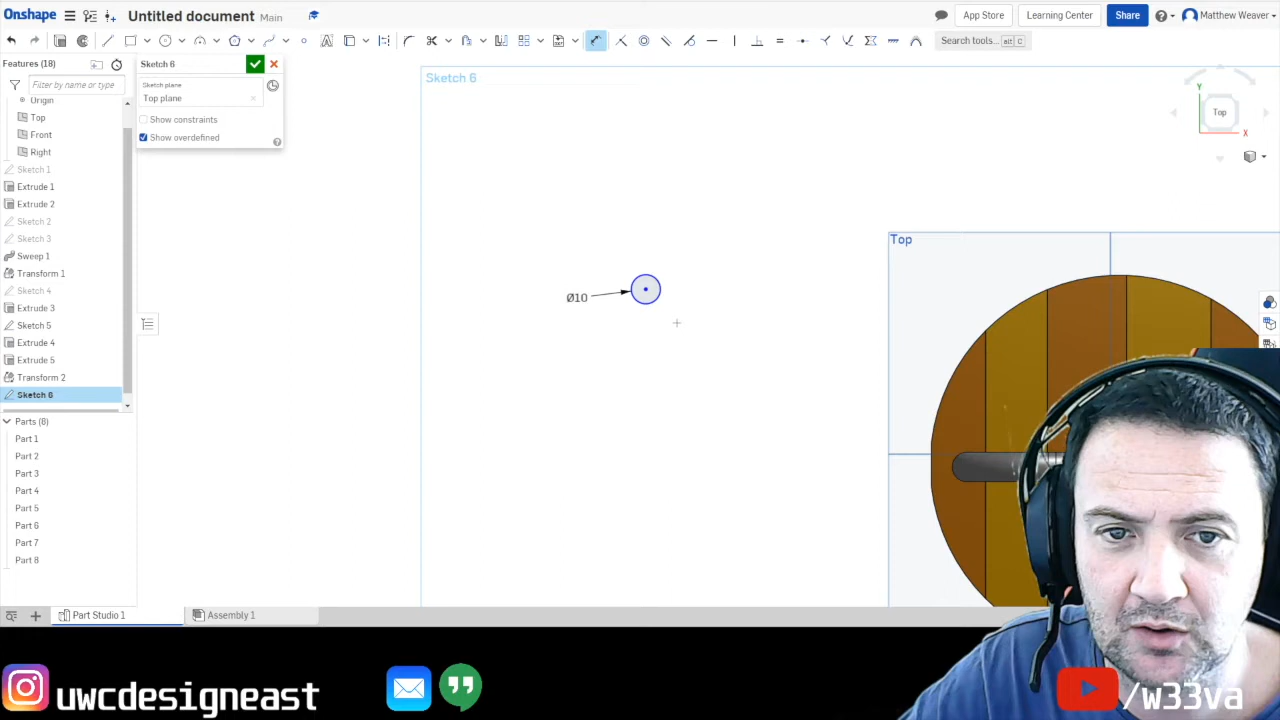 Onshape
Untitled document Main
App Store
Learning Center
Share
Matthew Weaver
Search tools... alt C
Features (18)
Filter by name or type
Origin
Top
Front
Right
Sketch 1
Extrude 1
Extrude 2
Sketch 2
Sketch 3
Sweep 1
Transform 1
Sketch 4
Extrude 3
Sketch 5
Extrude 4
Extrude 5
Transform 2
Sketch 6
Parts (8)
Part 1
Part 2
Part 3
Part 4
Part 5
Part 6
Part 7
Part 8
Sketch 6
Sketch plane
Top plane
Show constraints
Show overdefined
Sketch 6
Ø10
Top
Y
Top
X
Part Studio 1
Assembly 1
uwcdesigneast
/w33va